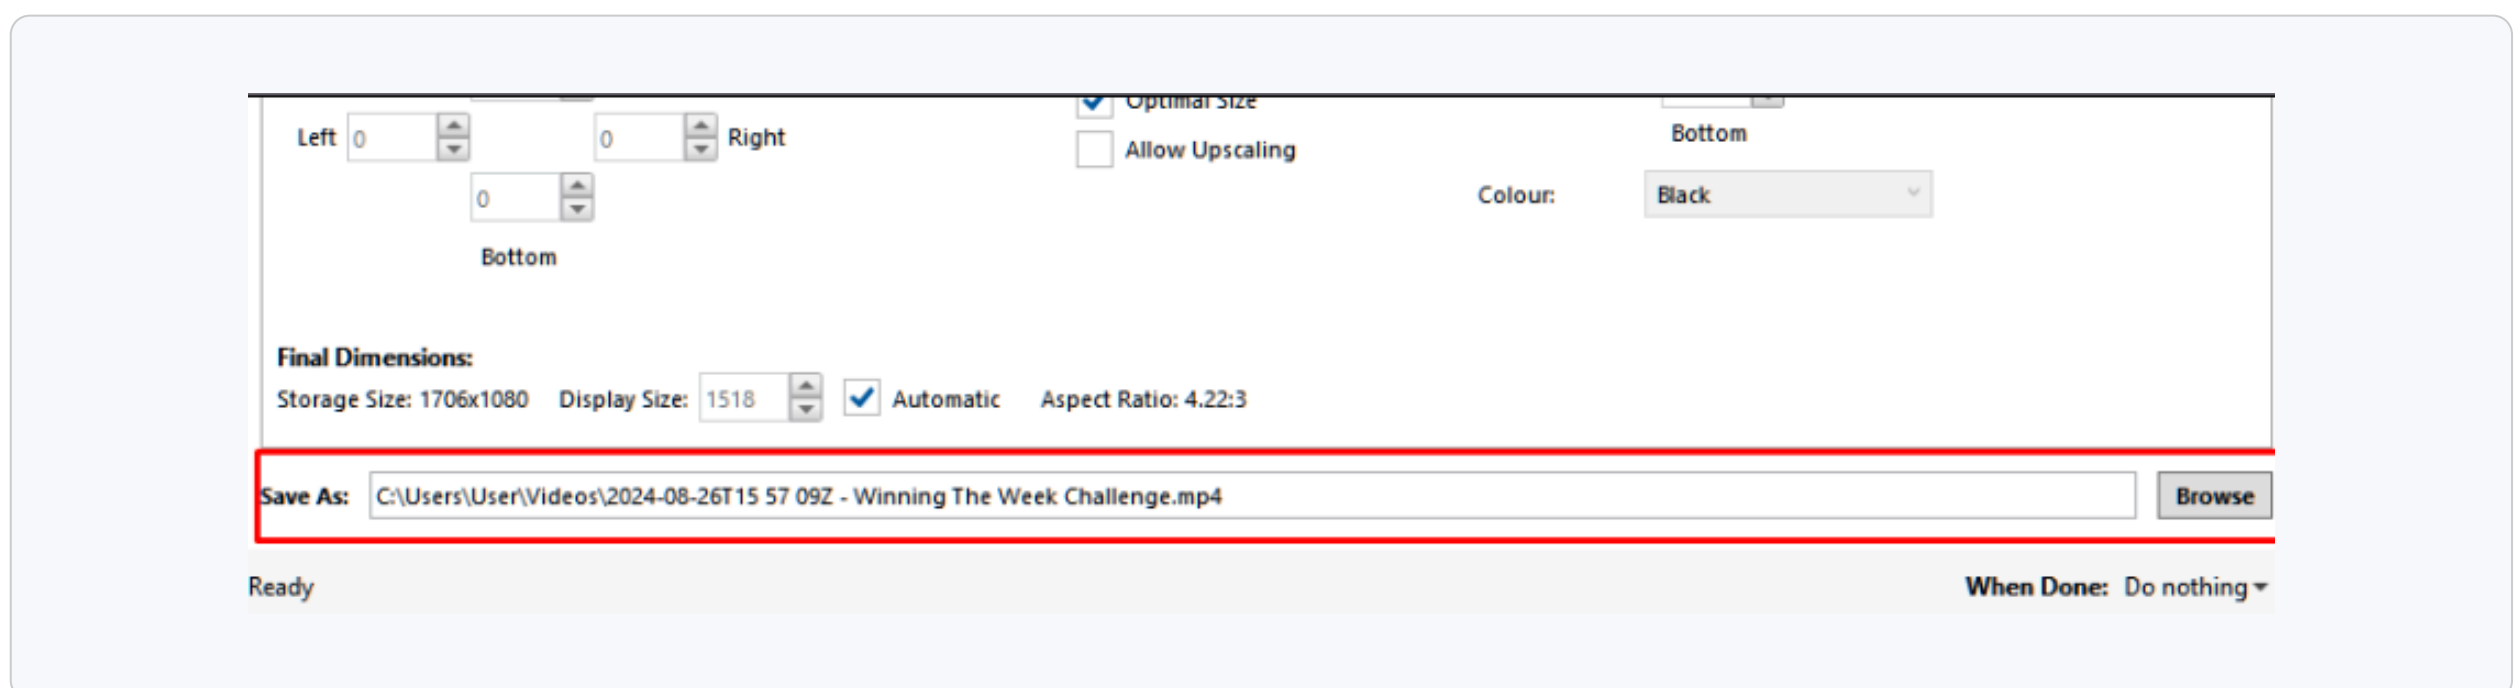 Optimal Size
Left 0 0 Right
Bottom
Allow Upscaling
0
Colour: Black
Bottom
Final Dimensions:
Storage Size: 1706x1080 Display Size: 1518 Automatic Aspect Ratio: 4.22:3
Save As: C:\Users\User\Videos\2024-08-26T15 57 09Z - Winning The Week Challenge.mp4 Browse
Ready When Done: Do nothing